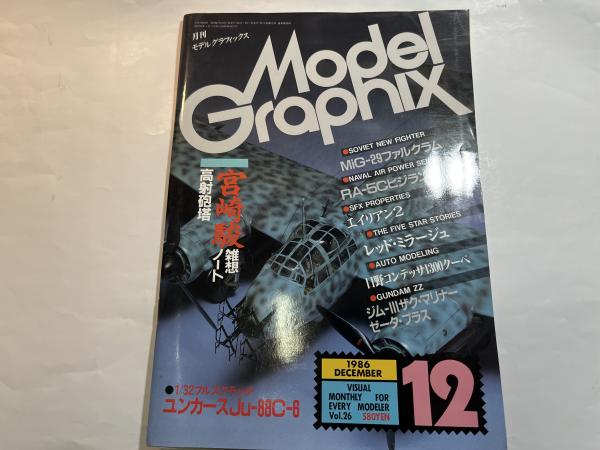 月刊
モデルグラフィックス
Model
Graphix
宮崎駿
雑想ノート
高射砲塔
●SOVIET NEW FIGHTER
MiG-29ファルクラム
●NAVAL AIR POWER
RA-5Cビジラン
●SFX PROPERTIES
エイリアン2
●THE FIVE STAR STORIES
レッド・ミラージュ
●AUTO MODELING
日野コンテッサ1300クーペ
●GUNDAM ZZ
ジム-IIIザク・マリナー
ゼータ・プラス
●1/32フルスクラッチ
ユンカースJu-88C-6
1986
DECEMBER
VISUAL
MONTHLY FOR
EVERY MODELER
Vol.26 580YEN
12